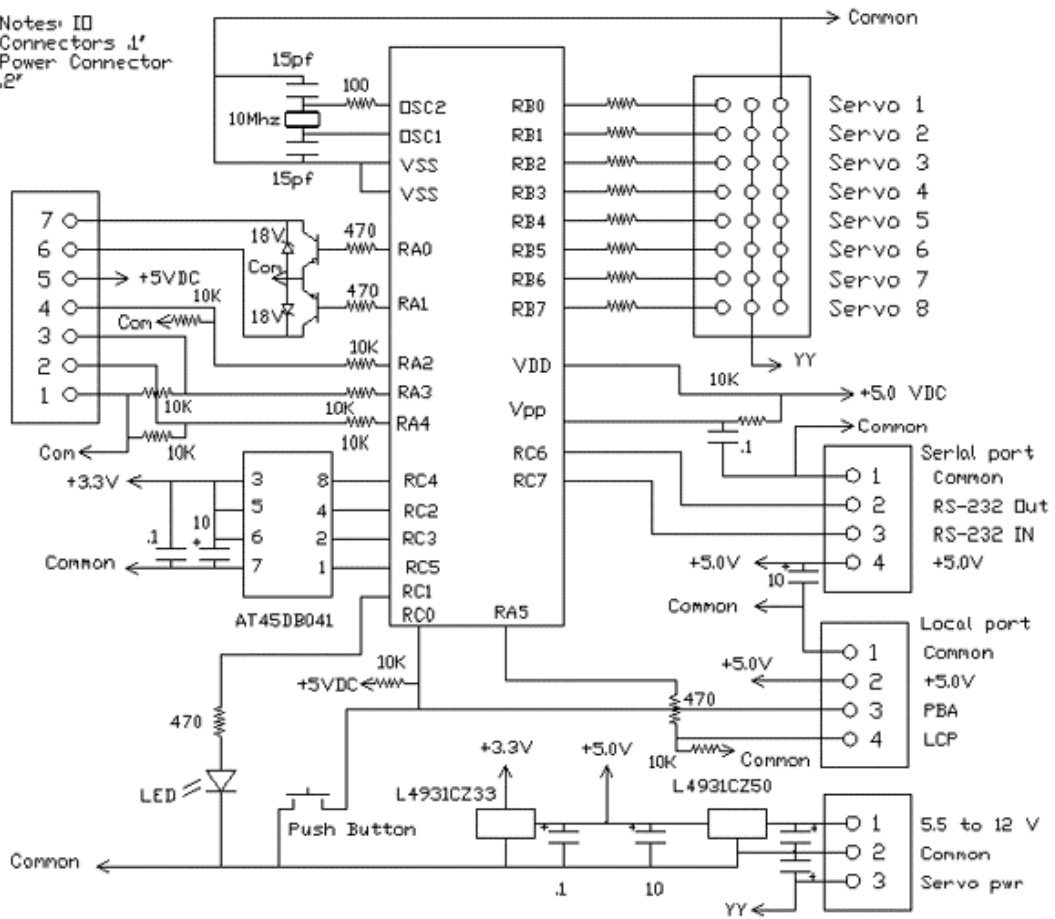 Notes: IO
Connectors .1"
Power Connector
.2"
Common
15pf
100
10Mhz
15pf
OSC2
OSC1
VSS
VSS
RB0
RB1
RB2
RB3
RB4
RB5
RB6
RB7
Servo 1
Servo 2
Servo 3
Servo 4
Servo 5
Servo 6
Servo 7
Servo 8
YY
7
6
5
4
3
2
1
+5VDC
18V
Com
18V
470
RA0
470
RA1
10K
Com
10K
RA2
RA3
10K
10K
RA4
10K
10K
Com
VDD
10K
+5.0 VDC
Vpp
.1
Common
RC6
RC7
Serial port
1 Common
2 RS-232 Out
3 RS-232 IN
4 +5.0V
+5.0V
10
Common
+3.3V
.1
10
+
Common
3 8
5 4
6 2
7 1
AT45DB041
RC4
RC2
RC3
RC5
RC1
RC0
RA5
Local port
1 Common
2 +5.0V
3 PBA
4 LCP
+5.0V
10K
+5VDC
470
10K
Common
470
LED
Push Button
+3.3V
+5.0V
L4931CZ33
L4931CZ50
.1
10
1 5.5 to 12 V
2 Common
3 Servo pwr
Common
YY